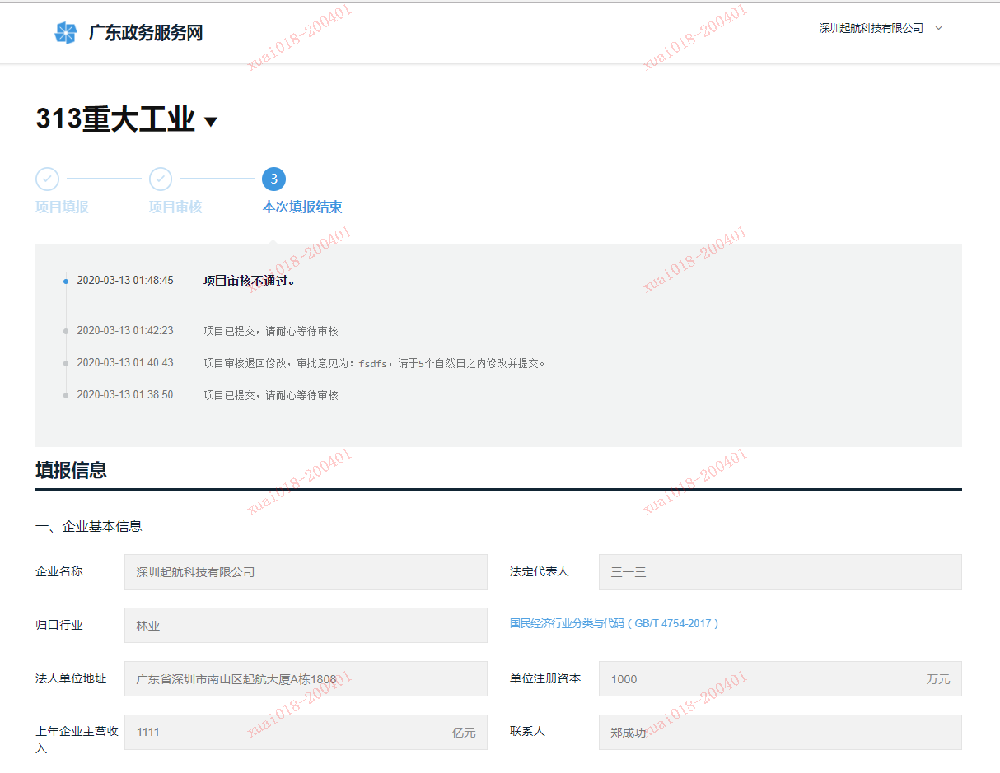 广东政务服务网
深圳起航科技有限公司
313重大工业
3
项目填报
项目审核
本次填报结束
2020-03-13 01:48:45 项目审核不通过。
2020-03-13 01:42:23 项目已提交，请耐心等待审核
2020-03-13 01:40:43 项目审核退回修改，审批意见为：fsdfs，请于5个自然日之内修改并提交。
2020-03-13 01:38:50 项目已提交，请耐心等待审核
填报信息
一、企业基本信息
企业名称 深圳起航科技有限公司 法定代表人 三一三
归口行业 林业 国民经济行业分类与代码（GB/T 4754-2017）
法人单位地址 广东省深圳市南山区起航大厦A栋1808 单位注册资本 1000 万元
上年企业主营收
入 1111 亿元 联系人 郑成功
xuai018-200401
xuai018-200401
xuai018-200401
xuai018-200401
xuai018-200401
xuai018-200401
xuai018-200401
xuai018-200401